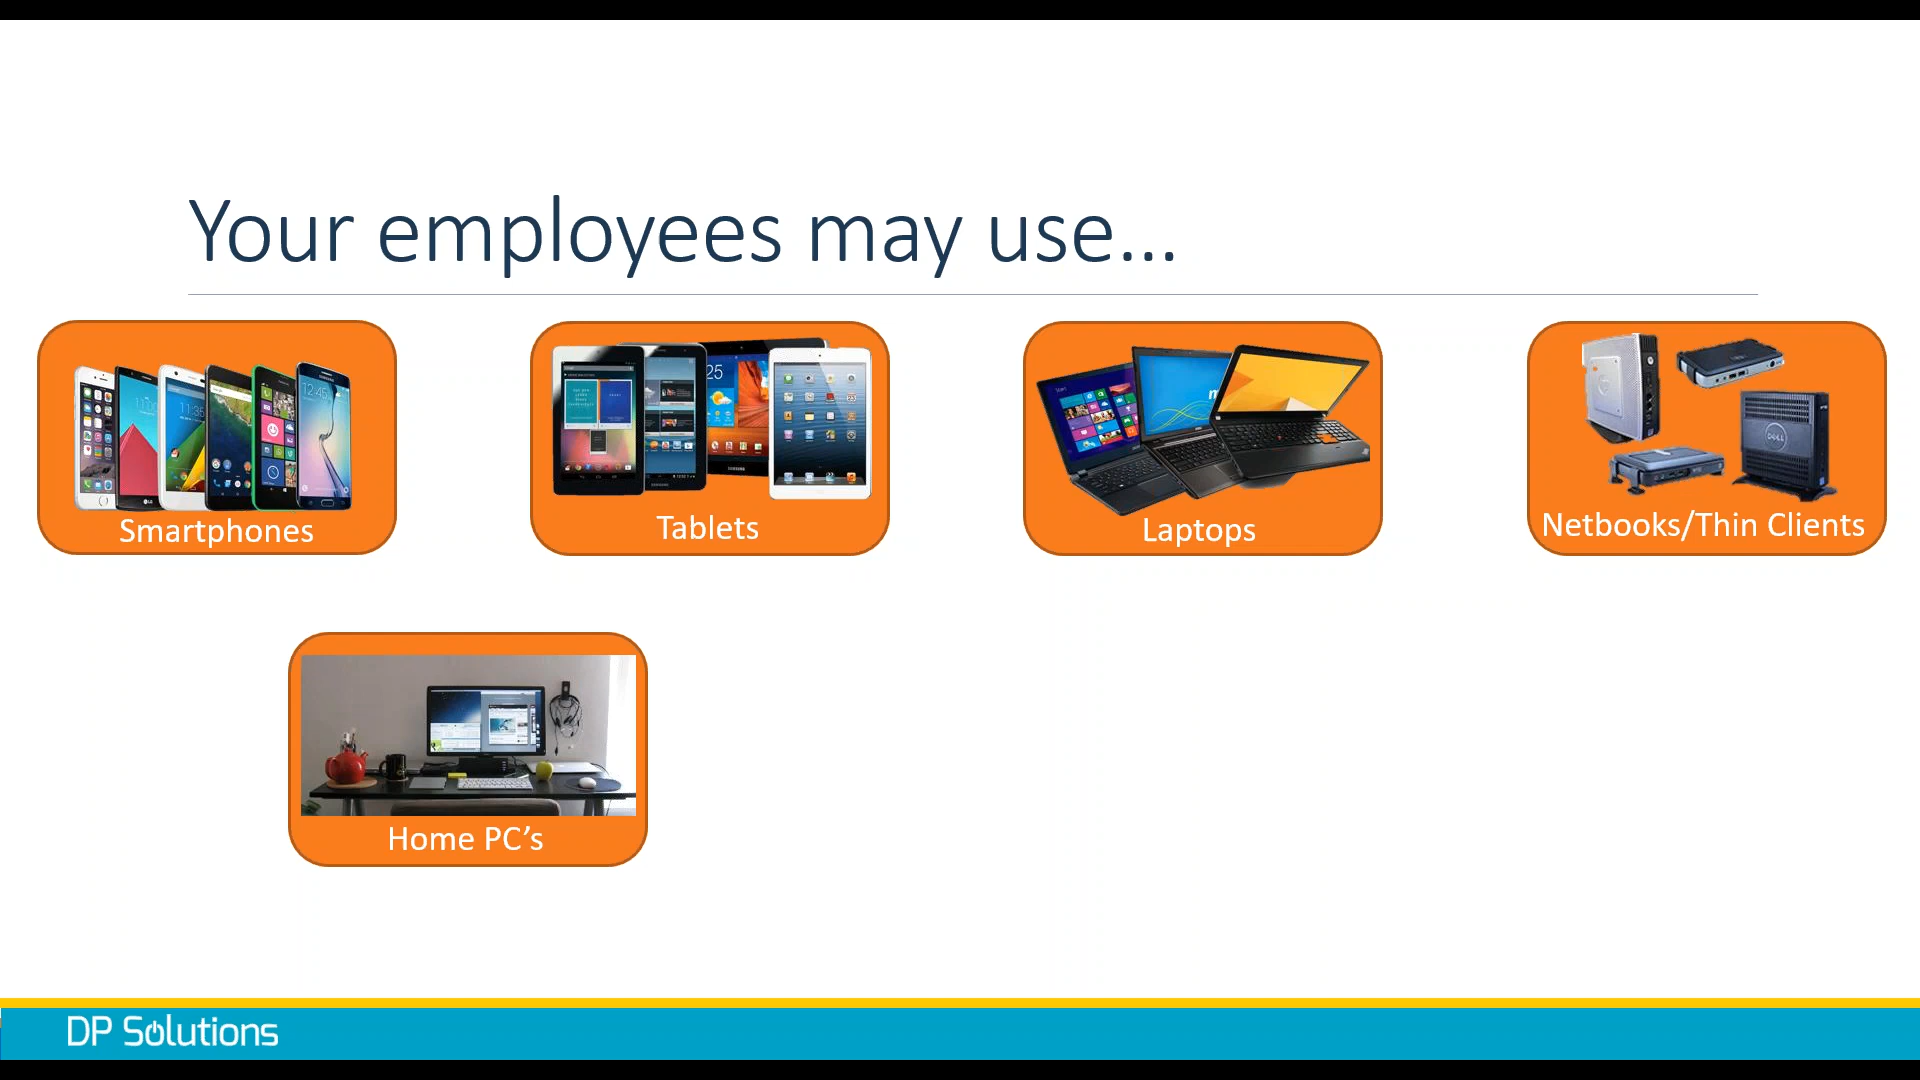 Your employees may use...
Smartphones
Tablets
Laptops
Netbooks/Thin Clients
Home PC’s
DP Solutions